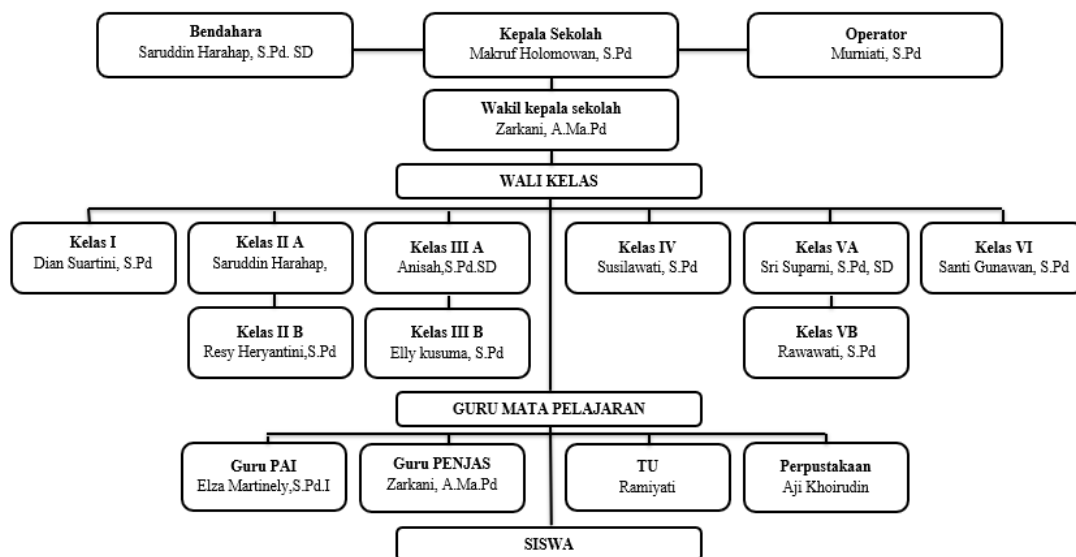 Bendahara
Saruddin Harahap, S.Pd. SD
Kepala Sekolah
Makruf Holomowan, S.Pd
Operator
Murniati, S.Pd
Wakil kepala sekolah
Zarkani, A.Ma.Pd
WALI KELAS
Kelas I
Dian Suartini, S.Pd
Kelas II A
Saruddin Harahap,
Kelas III A
Anisah,S.Pd.SD
Kelas IV
Susilawati, S.Pd
Kelas VA
Sri Suparni, S.Pd, SD
Kelas VI
Santi Gunawan, S.Pd
Kelas II B
Resy Heryantini,S.Pd
Kelas III B
Elly kusuma, S.Pd
Kelas VB
Rawawati, S.Pd
GURU MATA PELAJARAN
Guru PAI
Elza Martinely,S.Pd.I
Guru PENJAS
Zarkani, A.Ma.Pd
TU
Ramiyati
Perpustakaan
Aji Khoirudin
SISWA